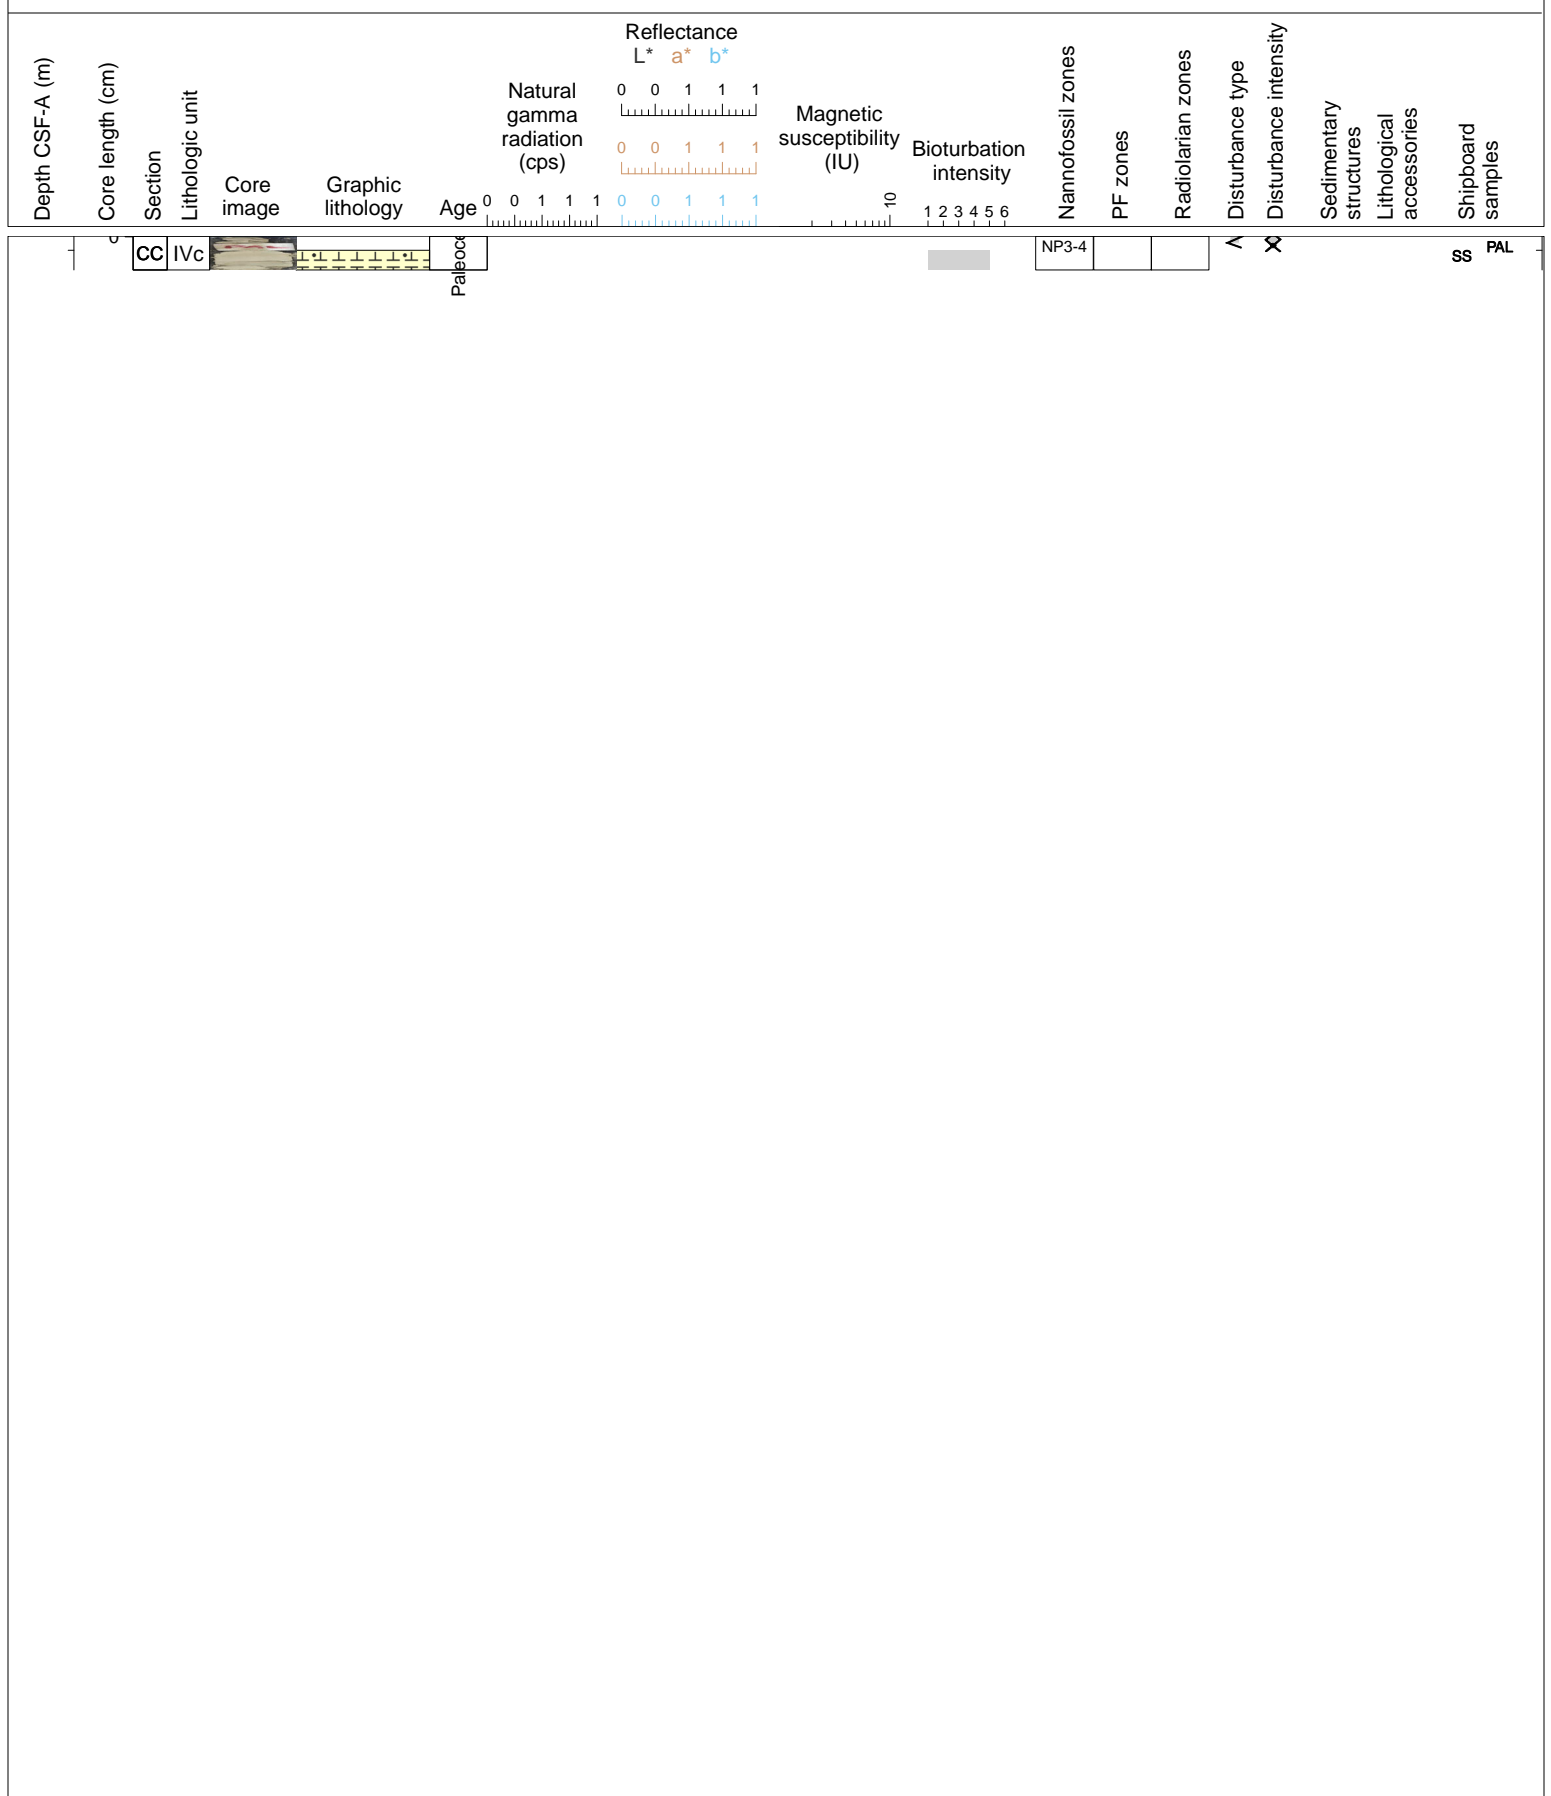 Depth CSF-A (m)
Core length (cm)
Section
Lithologic unit
Core
image
Graphic
lithology
Age
Natural
gamma
radiation
(cps)
0 0 1 1 1
Reflectance
L* a* b*
0 0 1 1 1
0 0 1 1 1
0 0 1 1 1
Magnetic
susceptibility
(IU)
10
Bioturbation
intensity
1 2 3 4 5 6
Nannofossil zones
PF zones
Radiolarian zones
Disturbance type
Disturbance intensity
Sedimentary
structures
Lithological
accessories
Shipboard
samples
CC
IVc
Paleoce
NP3-4
SS
PAL